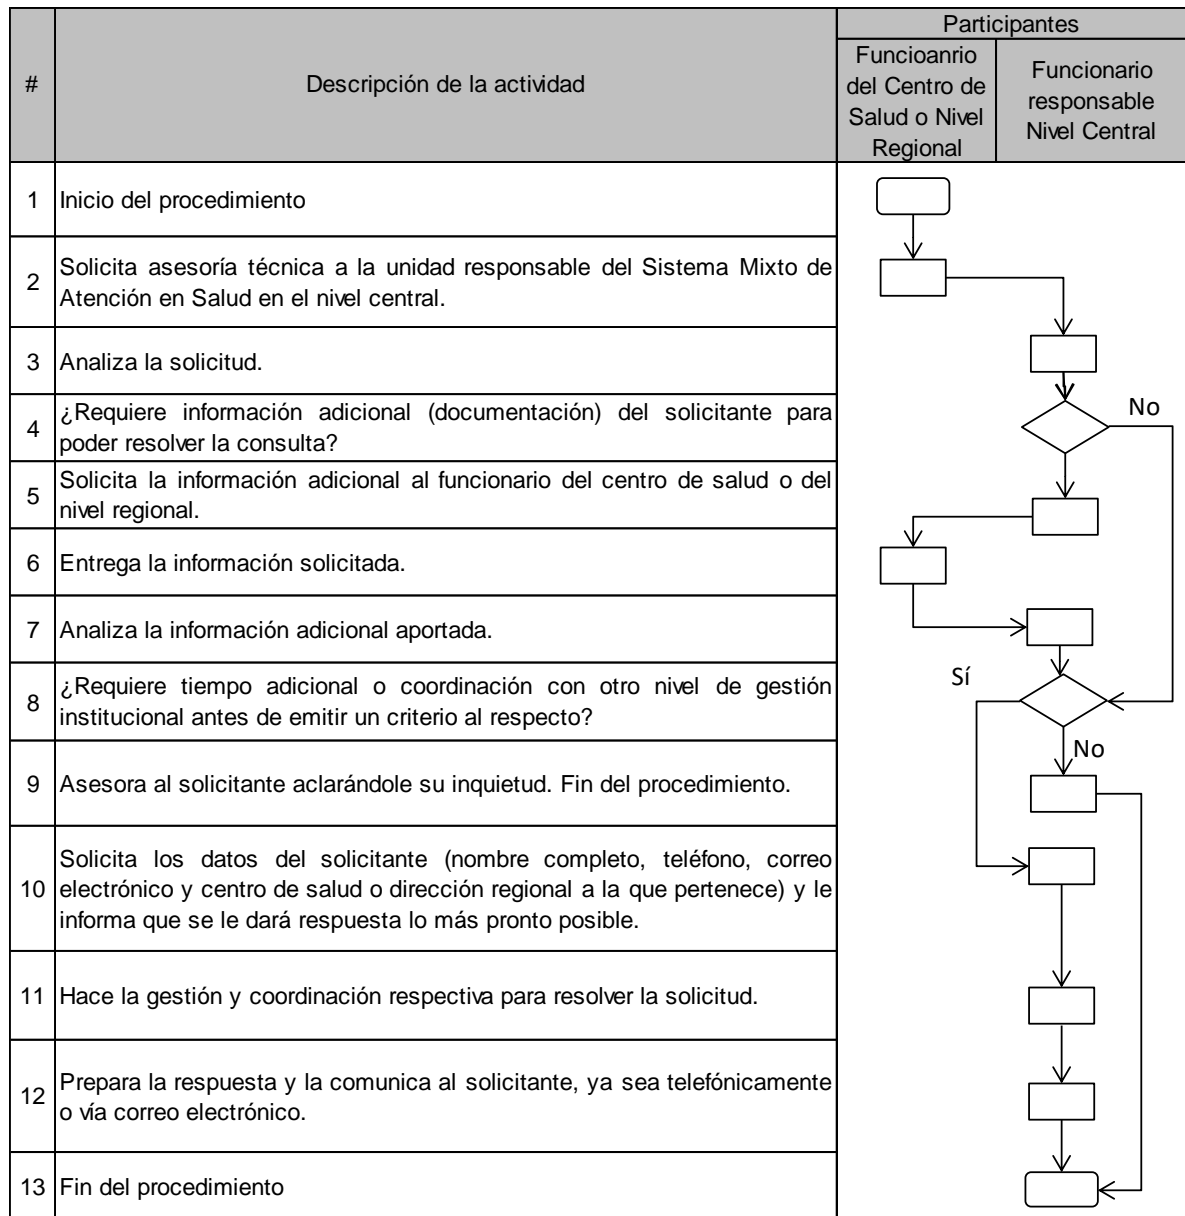 Participantes
#
Descripción de la actividad
Funcioanrio
del Centro de
Salud o Nivel
Regional
Funcionario
responsable
Nivel Central
1 Inicio del procedimiento
2 Solicita asesoría técnica a la unidad responsable del Sistema Mixto de
Atención en Salud en el nivel central.
3 Analiza la solicitud.
4 ¿Requiere información adicional (documentación) del solicitante para
poder resolver la consulta?
No
5 Solicita la información adicional al funcionario del centro de salud o del
nivel regional.
6 Entrega la información solicitada.
7 Analiza la información adicional aportada.
8 ¿Requiere tiempo adicional o coordinación con otro nivel de gestión
institucional antes de emitir un criterio al respecto?
Sí
No
9 Asesora al solicitante aclarándole su inquietud. Fin del procedimiento.
10 Solicita los datos del solicitante (nombre completo, teléfono, correo
electrónico y centro de salud o dirección regional a la que pertenece) y le
informa que se le dará respuesta lo más pronto posible.
11 Hace la gestión y coordinación respectiva para resolver la solicitud.
12 Prepara la respuesta y la comunica al solicitante, ya sea telefónicamente
o vía correo electrónico.
13 Fin del procedimiento